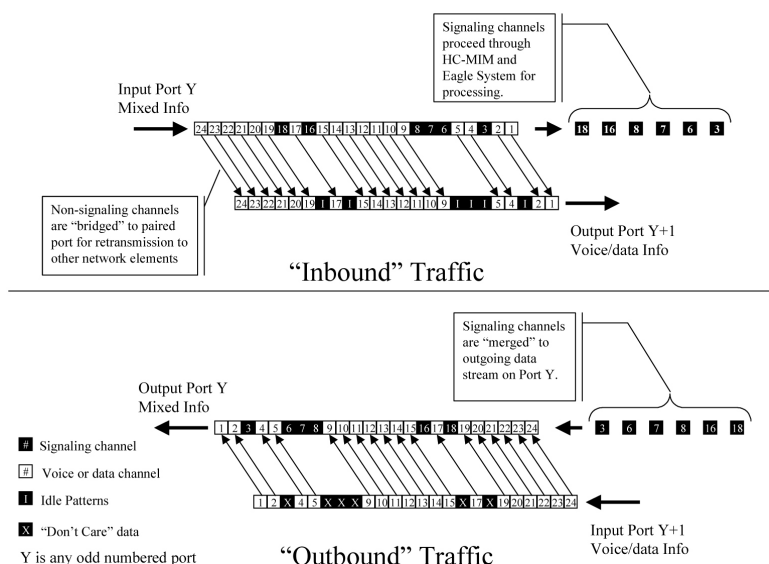 Signaling channels
proceed through
HC-MIM and
Eagle System for
processing.
Input Port Y
Mixed Info
24 23 22 21 20 19 18 17 16 15 14 13 12 11 10 9 8 7 6 5 4 3 2 1
18 16 8 7 6 3
24 23 22 21 20 19 I 17 I 15 14 13 12 11 10 9 I I I 5 4 I 2 1
Non-signaling channels
are “bridged” to paired
port for retransmission to
other network elements
Output Port Y+1
Voice/data Info
“Inbound” Traffic
Signaling channels
are “merged” to
outgoing data
stream on Port Y.
Output Port Y
Mixed Info
1 2 3 4 5 6 7 8 9 10 11 12 13 14 15 16 17 18 19 20 21 22 23 24
3 6 7 8 16 18
# Signaling channel
# Voice or data channel
I Idle Patterns
X “Don’t Care” data
Y is any odd numbered port
1 2 X 4 5 X X X 9 10 11 12 13 14 15 X 17 X 19 20 21 22 23 24
Input Port Y+1
Voice/data Info
“Outbound” Traffic